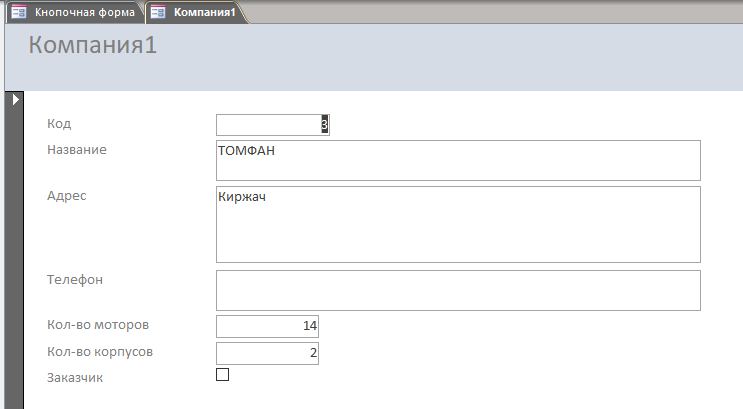 Кнопочная форма Компания1
Компания1
Код 3
Название ТОМФАН
Адрес Киржач
Телефон
Кол-во моторов 14
Кол-во корпусов 2
Заказчик